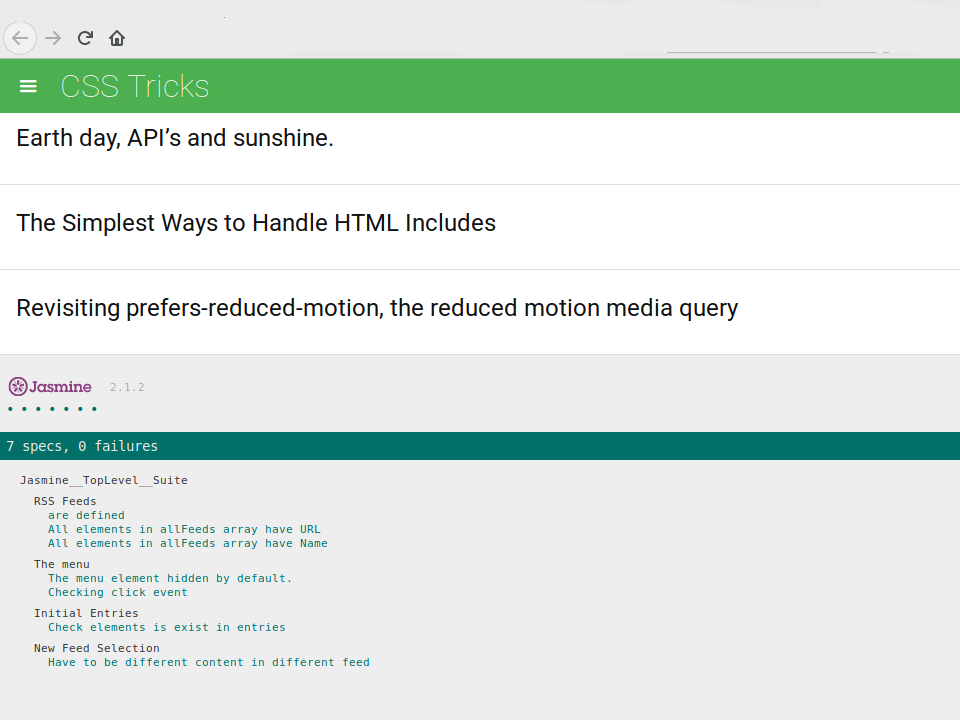 CSS Tricks
Earth day, API’s and sunshine.
The Simplest Ways to Handle HTML Includes
Revisiting prefers-reduced-motion, the reduced motion media query
Jasmine 2.1.2
• • • • • • •
7 specs, 0 failures
Jasmine__TopLevel__Suite
RSS Feeds
are defined
All elements in allFeeds array have URL
All elements in allFeeds array have Name
The menu
The menu element hidden by default.
Checking click event
Initial Entries
Check elements is exist in entries
New Feed Selection
Have to be different content in different feed